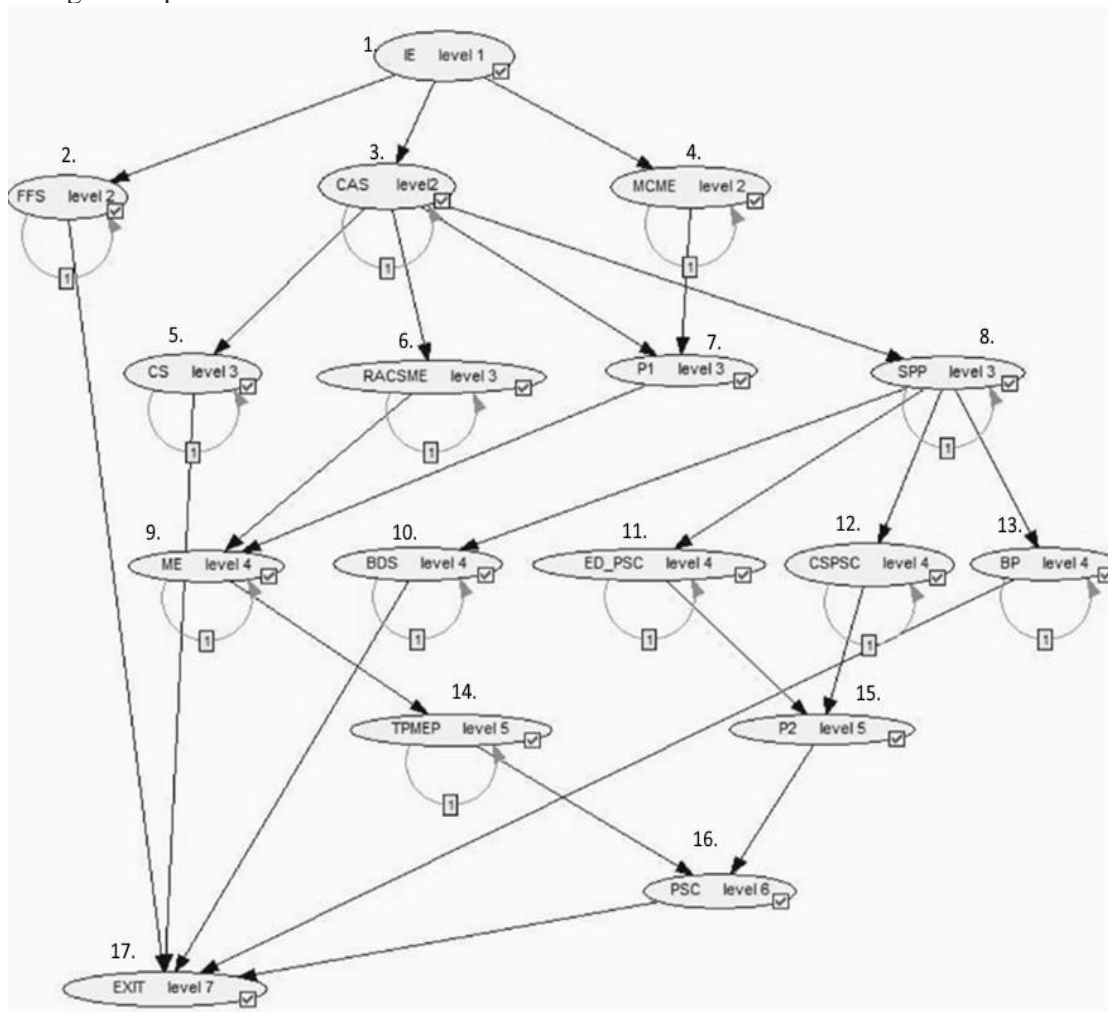 1.
IE level 1
2.
3.
4.
FFS level 2
CAS level2
MCME level 2
1
1
1
5.
6.
7.
8.
CS level 3
RACSME level 3
P1 level 3
SPP level 3
1
1
1
9.
10.
11.
12.
13.
ME level 4
BDS level 4
ED_PSC level 4
CSPSC level 4
BP level 4
1
1
1
1
1
14.
15.
TPMEP level 5
P2 level 5
1
16.
PSC level 6
17.
EXIT level 7